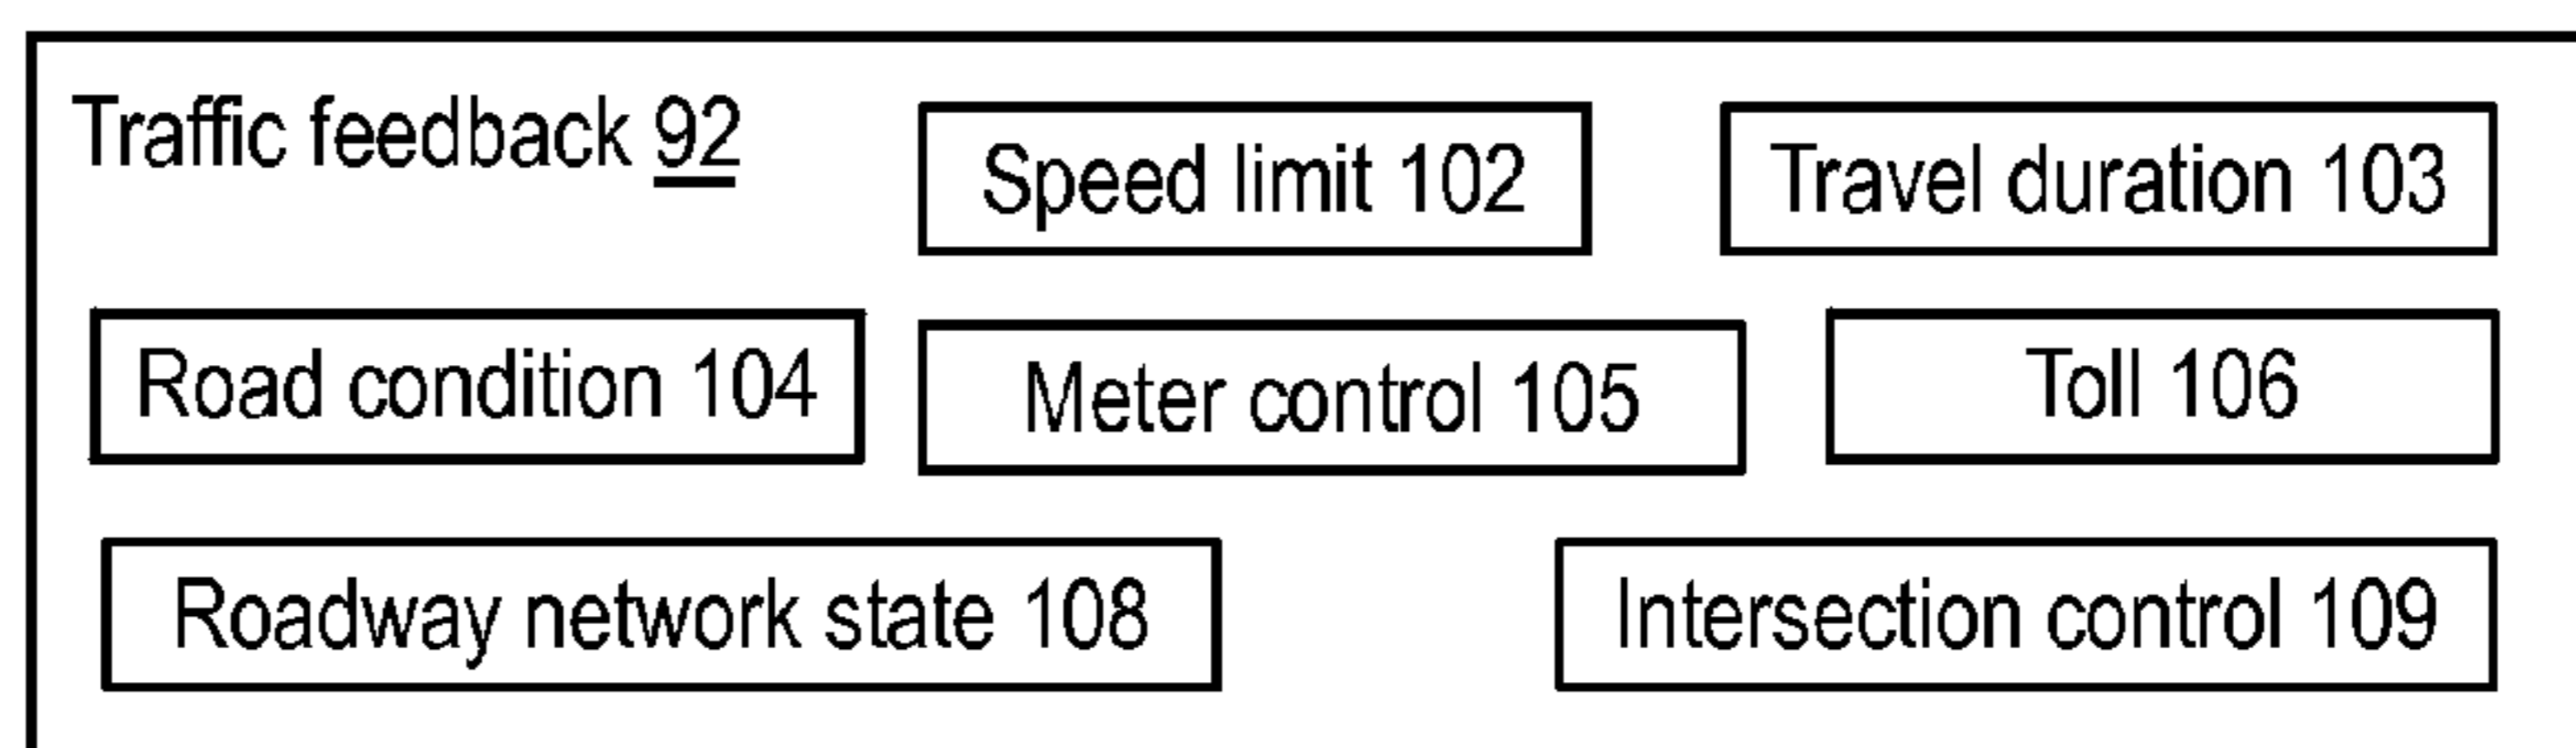 Traffic feedback 92
Speed limit 102
Travel duration 103
Road condition 104
Meter control 105
Toll 106
Roadway network state 108
Intersection control 109